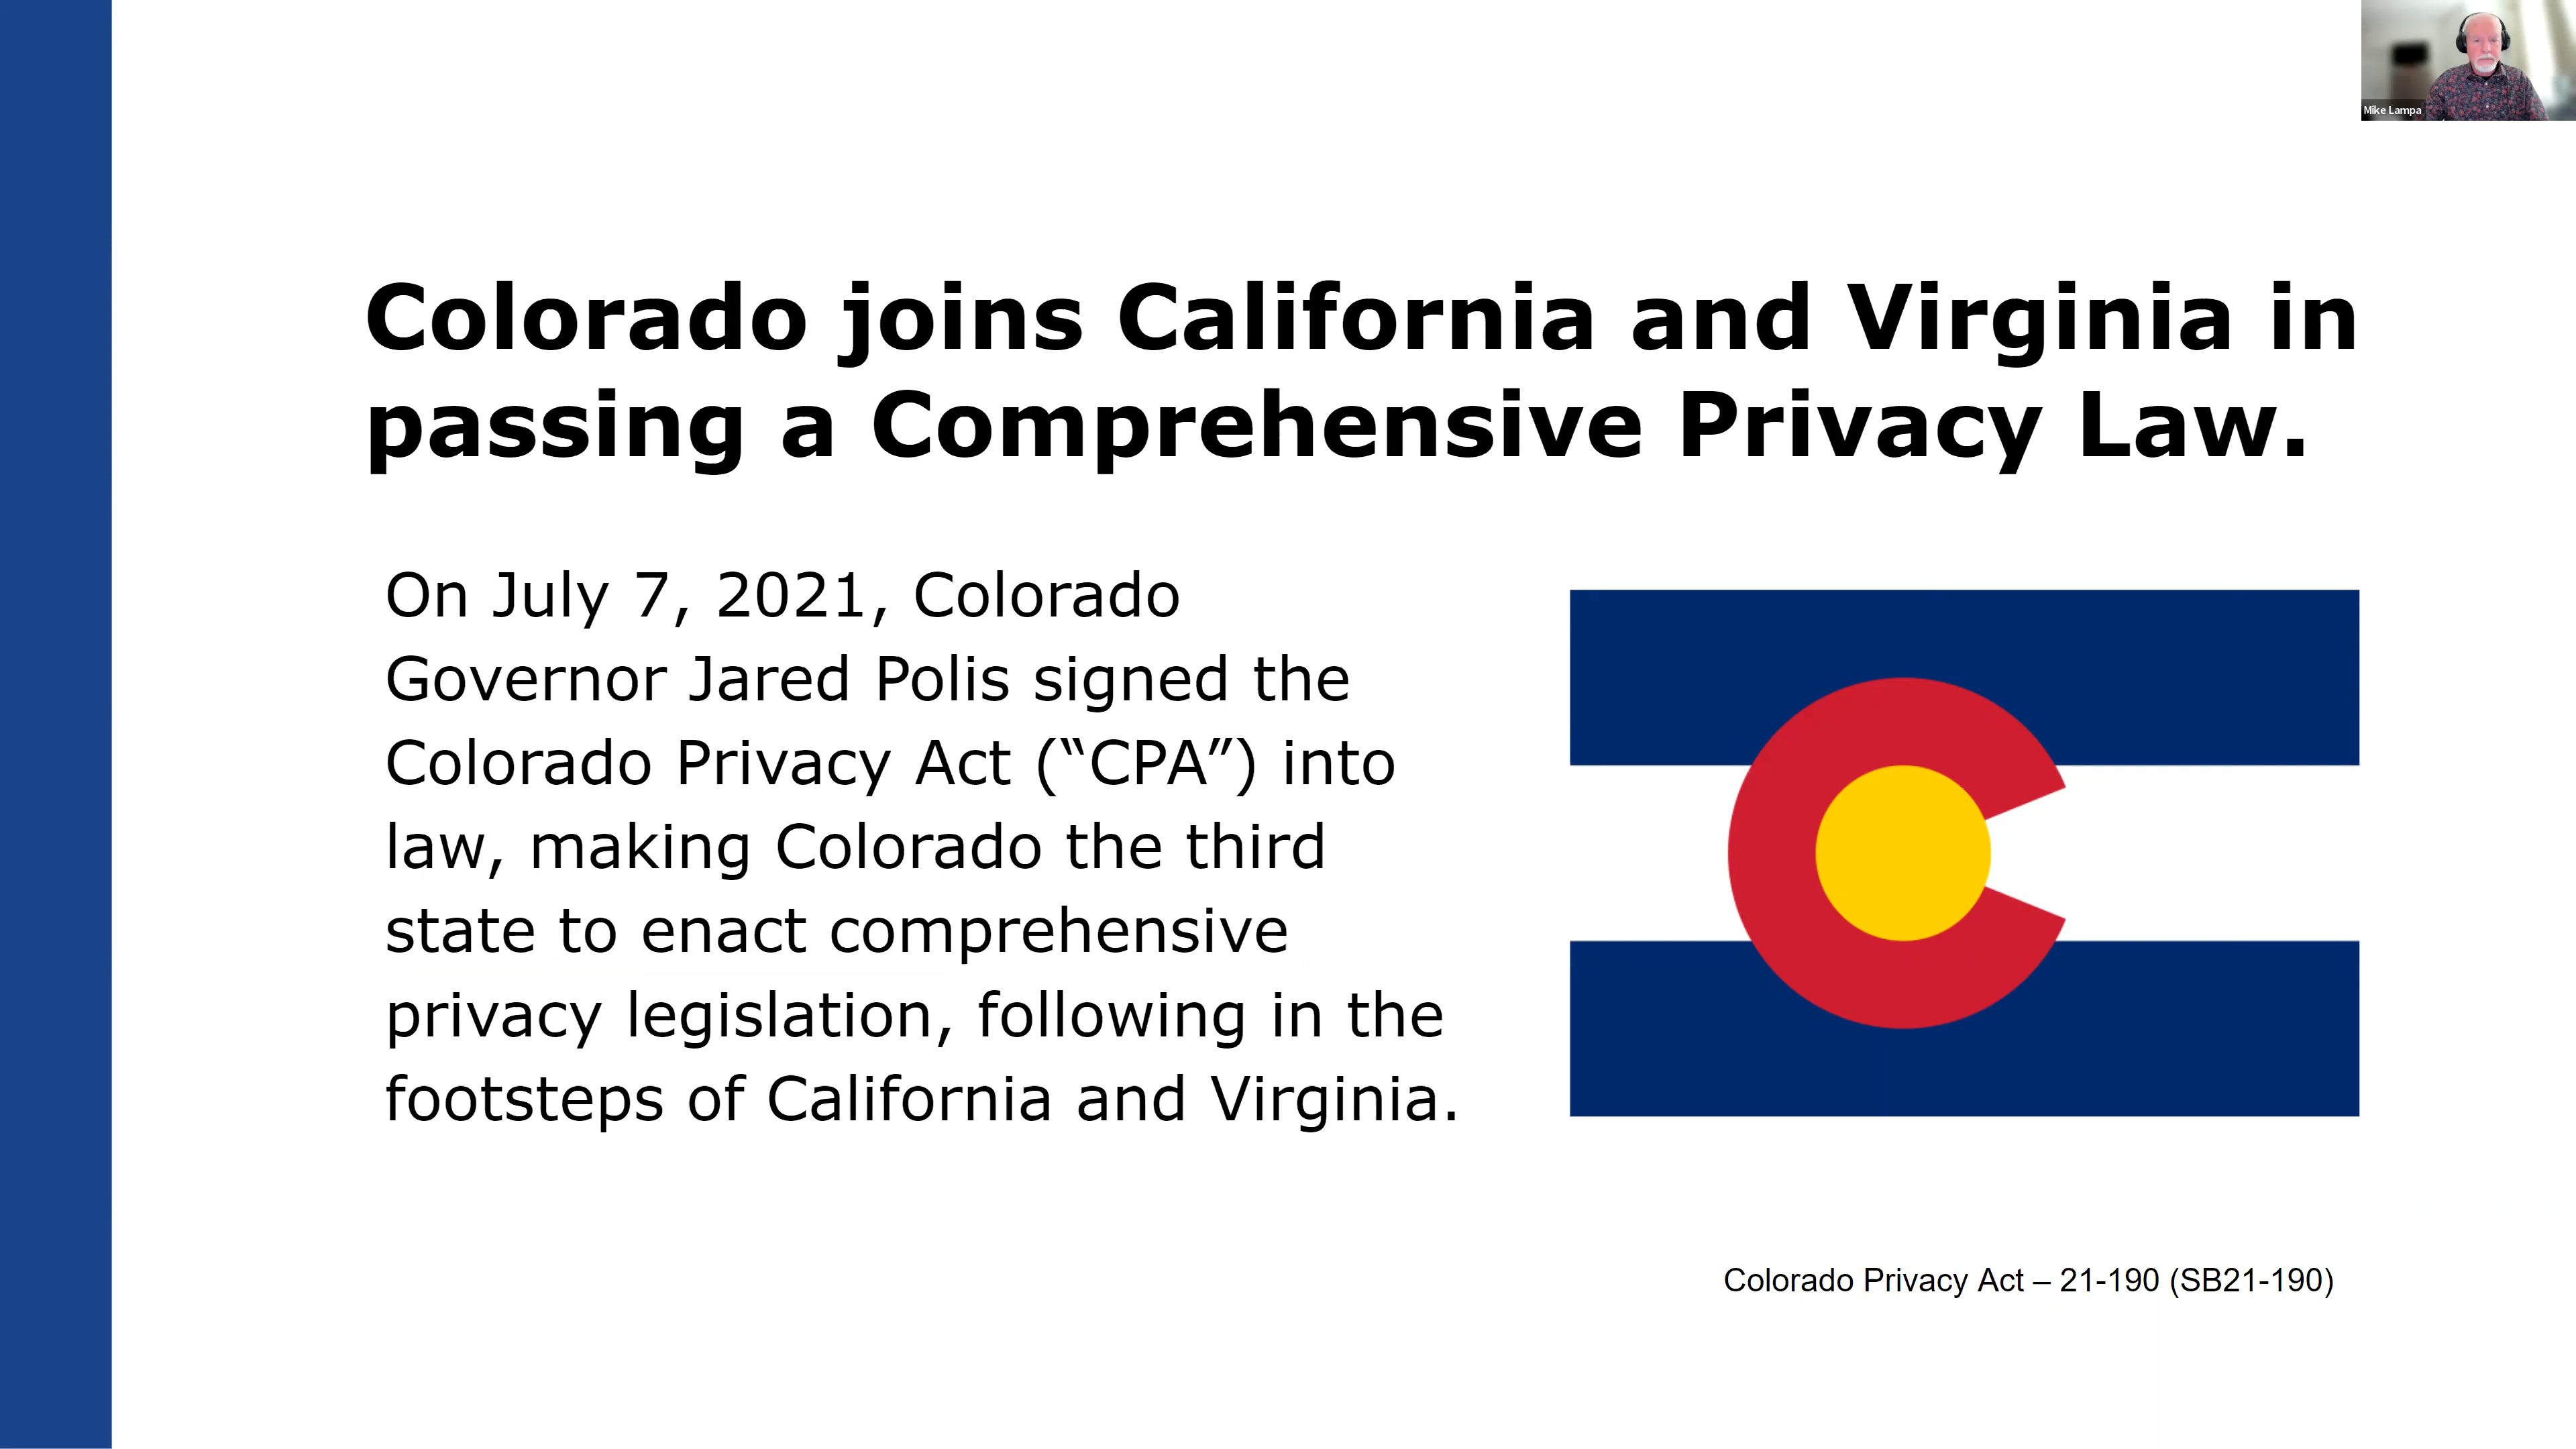 Mike Lampa
Colorado joins California and Virginia in
passing a Comprehensive Privacy Law.
On July 7, 2021, Colorado
Governor Jared Polis signed the
Colorado Privacy Act (“CPA”) into
law, making Colorado the third
state to enact comprehensive
privacy legislation, following in the
footsteps of California and Virginia.
Colorado Privacy Act – 21-190 (SB21-190)